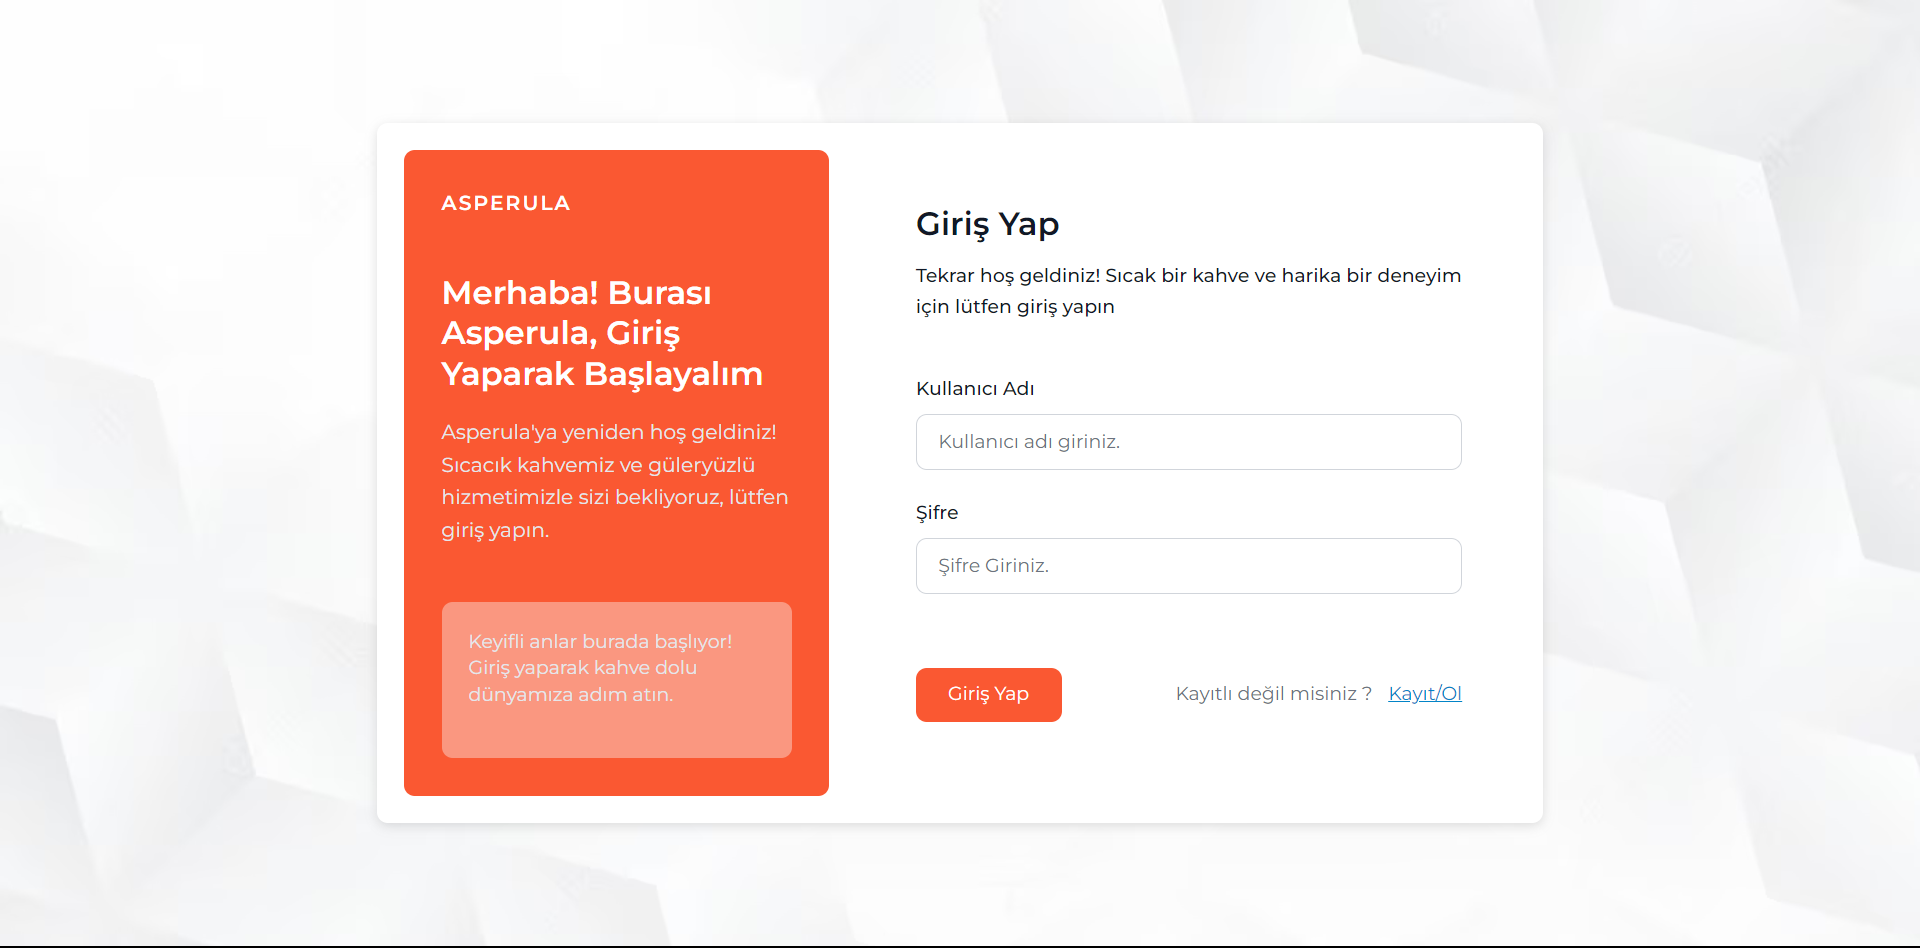 ASPERULA
Merhaba! Burası
Asperula, Giriş
Yaparak Başlayalım
Asperula'ya yeniden hoş geldiniz!
Sıcacık kahvemiz ve güleryüzlü
hizmetimizle sizi bekliyoruz, lütfen
giriş yapın.
Keyifli anlar burada başlıyor!
Giriş yaparak kahve dolu
dünyamıza adım atın.
Giriş Yap
Tekrar hoş geldiniz! Sıcak bir kahve ve harika bir deneyim
için lütfen giriş yapın
Kullanıcı Adı
Kullanıcı adı giriniz.
Şifre
Şifre Giriniz.
Giriş Yap
Kayıtlı değil misiniz ? Kayıt/Ol